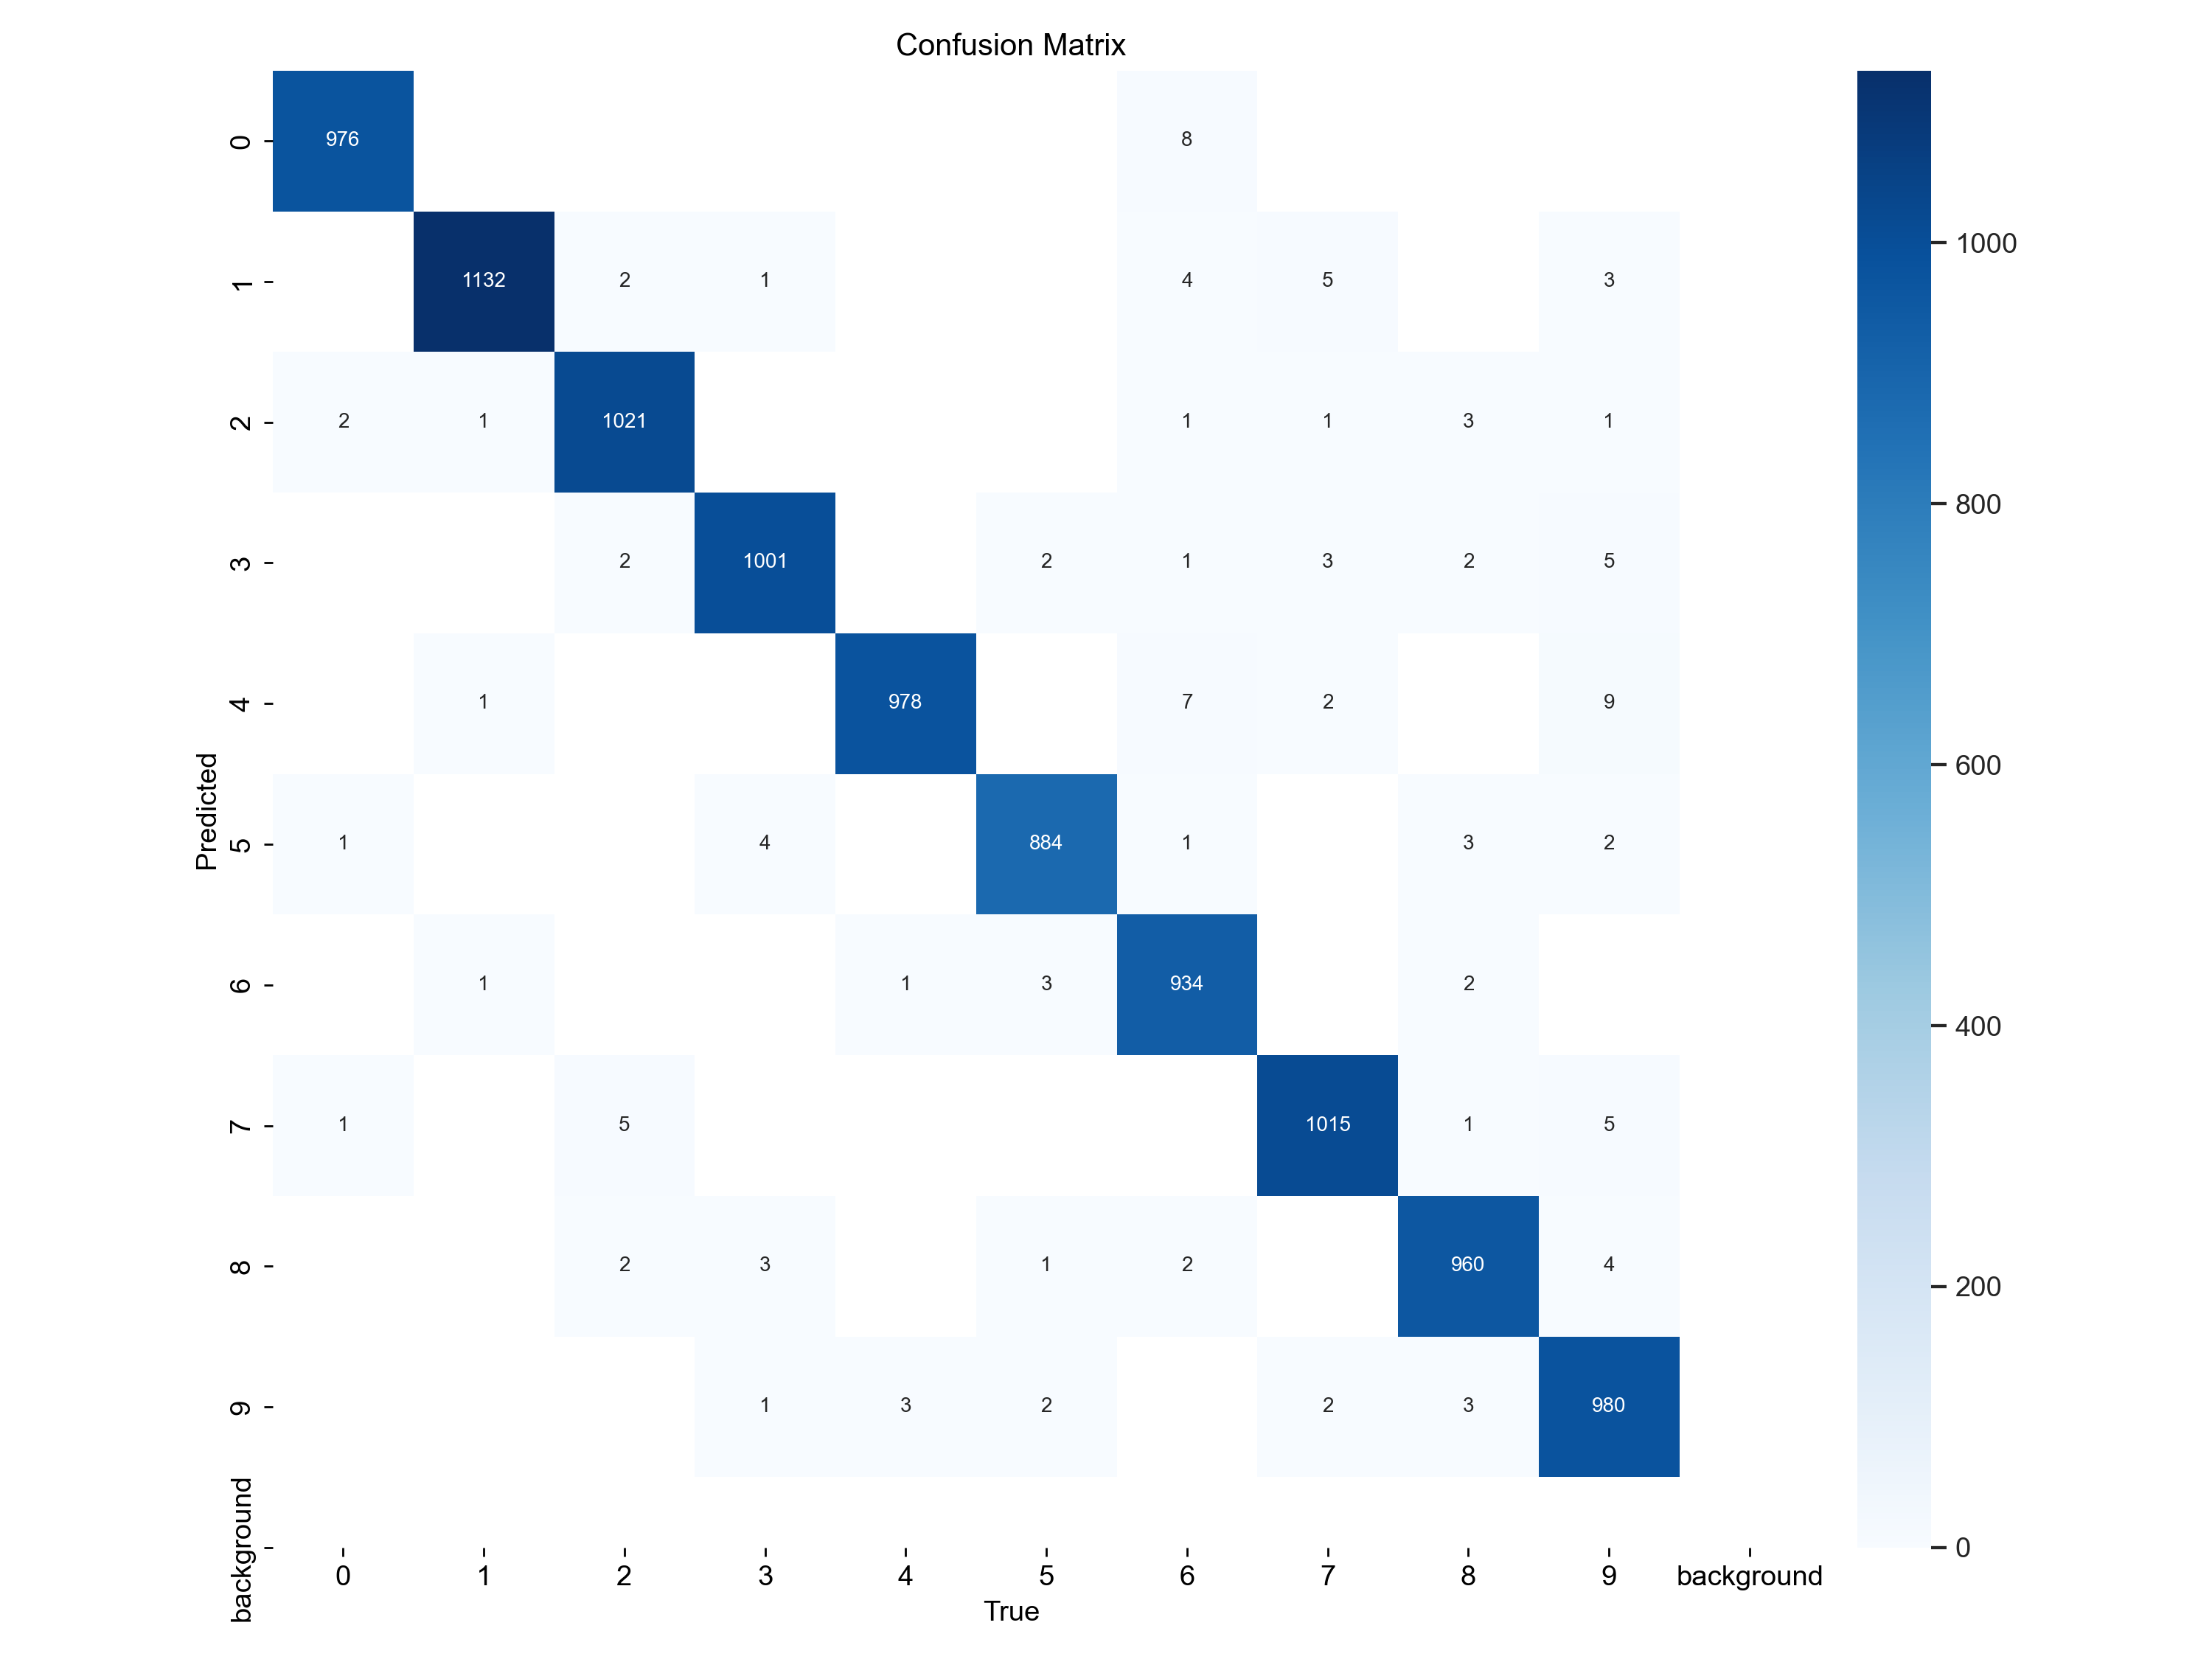 Confusion Matrix
0 976 8
1 1132 2 1 4 5 3
2 2 1 1021 1 1 3 1
3 2 1001 2 1 3 2 5
4 1 978 7 2 9
5 1 4 884 1 3 2
6 1 1 3 934 2
7 1 5 1015 1 5
8 2 3 1 2 960 4
9 1 3 2 2 3 980
background
Predicted
0 1 2 3 4 5 6 7 8 9 background
True
1000
800
600
400
200
0